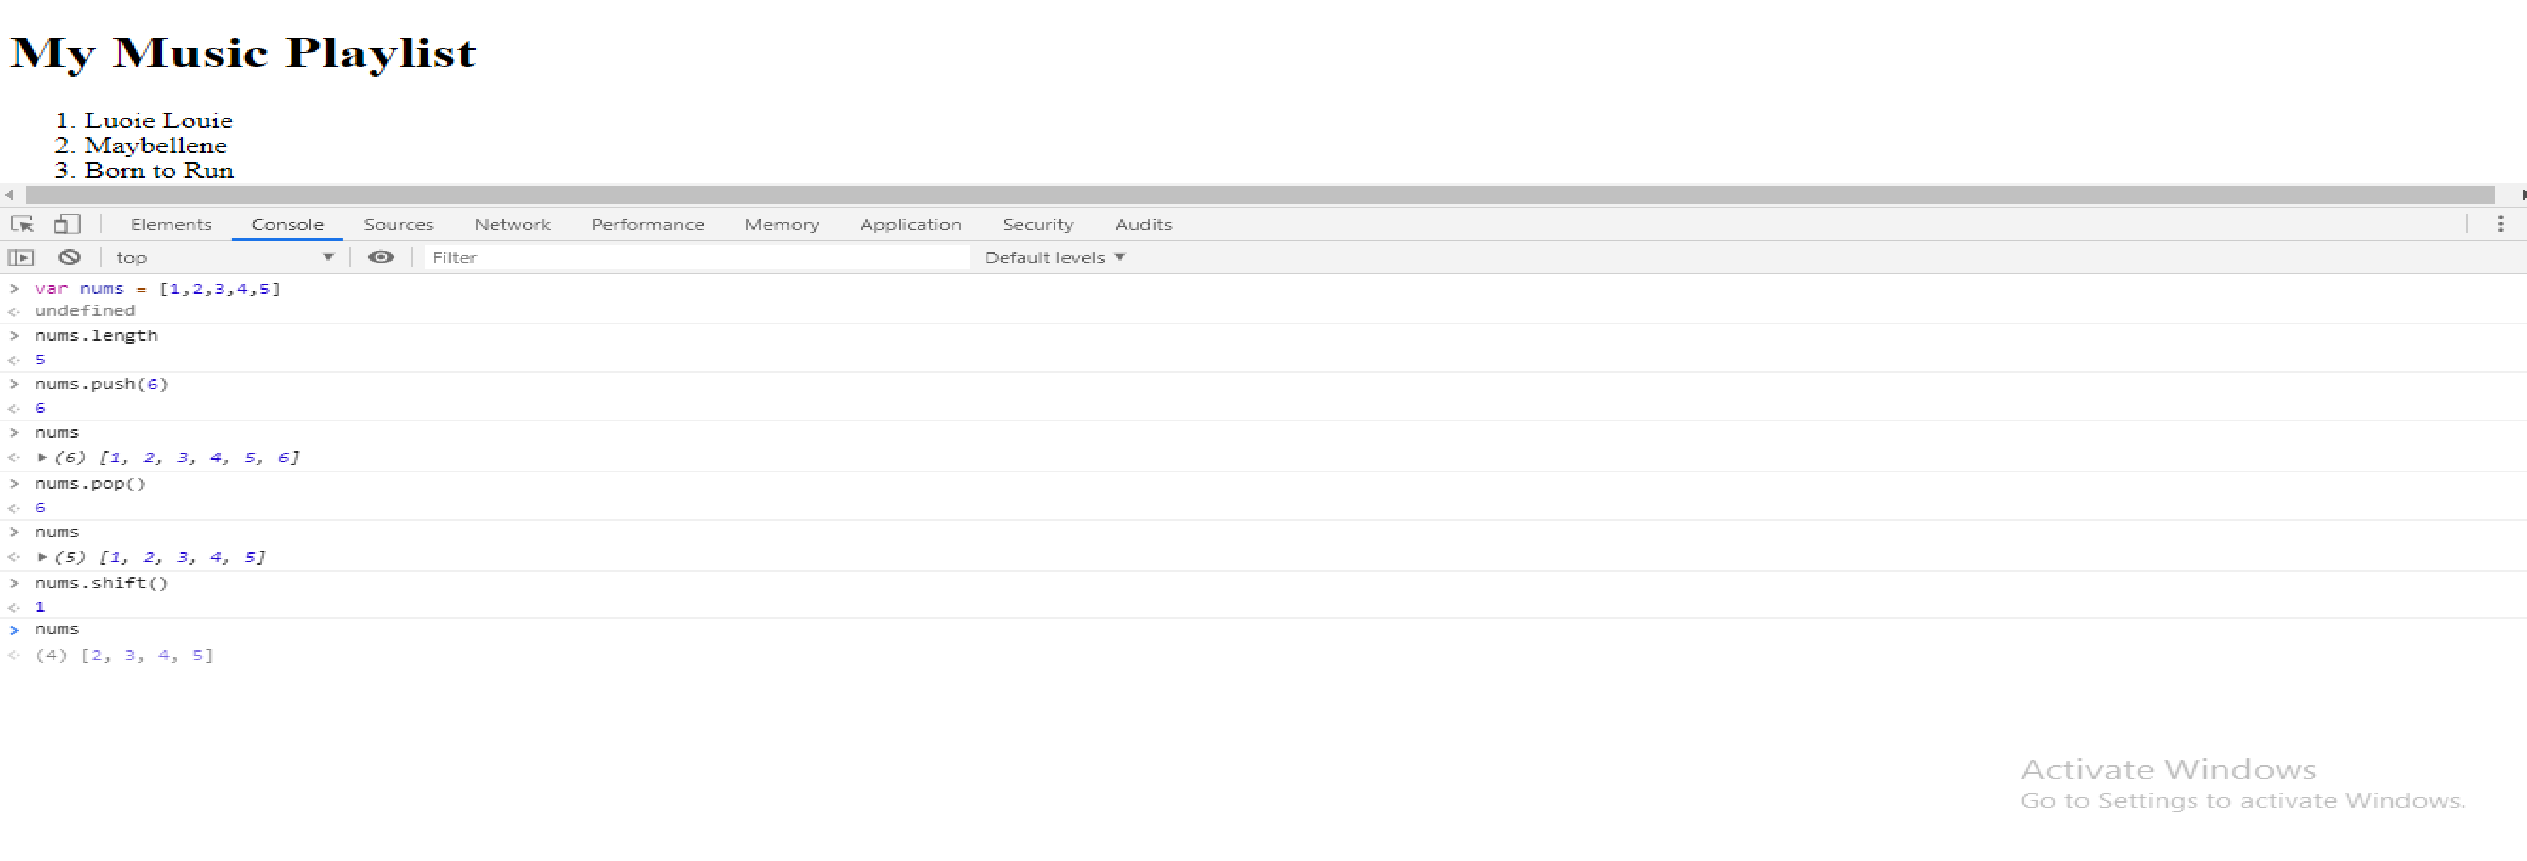 My Music Playlist
1. Luoie Louie
2. Maybellene
3. Born to Run
Elements Console Sources Network Performance Memory Application Security Audits
top Filter Default levels
> var nums = [1,2,3,4,5]
undefined
> nums.length
5
> nums.push(6)
6
> nums
(6) [1, 2, 3, 4, 5, 6]
> nums.pop()
6
> nums
(5) [1, 2, 3, 4, 5]
> nums.shift()
1
> nums
(4) [2, 3, 4, 5]
Activate Windows
Go to Settings to activate Windows.